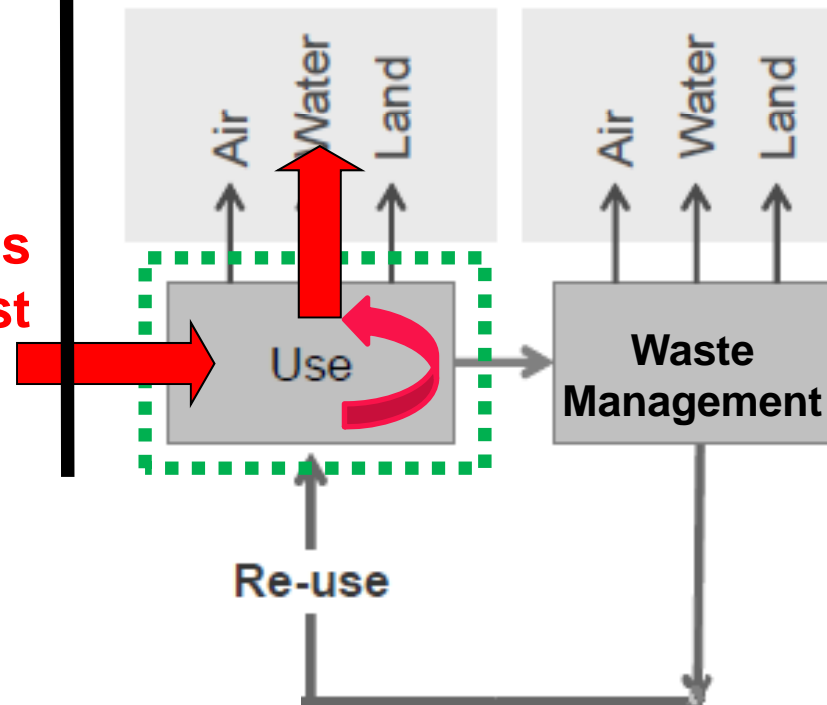 Air
Water
Land
Air
Water
Land
Use
Waste
Management
Re-use